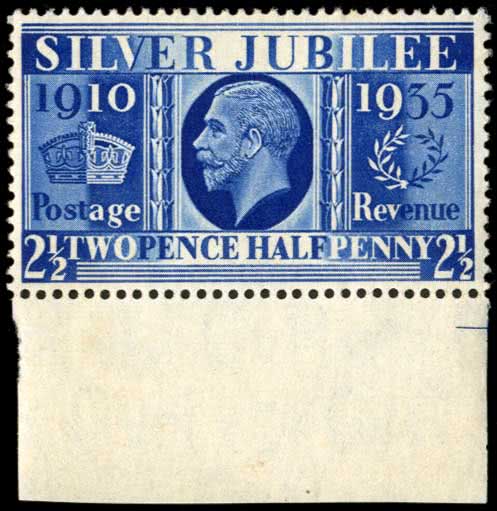 SILVER JUBILEE
1910 1935
Postage Revenue
2½ TWOPENCE HALFPENNY 2½